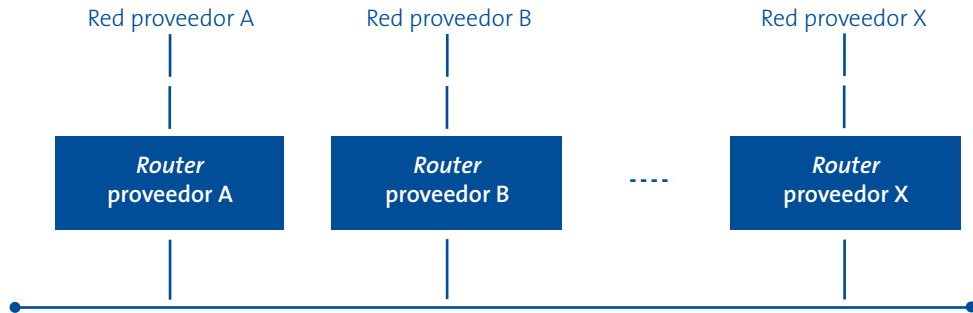 Red proveedor A
Red proveedor B
Red proveedor X
Router
proveedor A
Router
proveedor B
Router
proveedor X